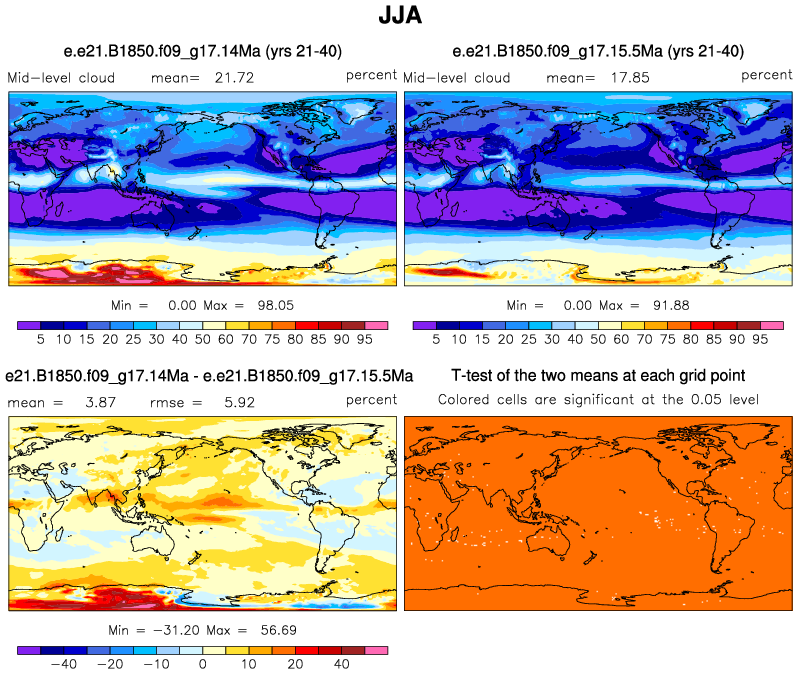 JJA
e.e21.B1850.f09_g17.14Ma (yrs 21-40)
Mid-level cloud mean= 21.72 percent
Min = 0.00 Max = 98.05
5 10 15 20 25 30 40 50 60 70 75 80 85 90 95
e.e21.B1850.f09_g17.15.5Ma (yrs 21-40)
Mid-level cloud mean= 17.85 percent
Min = 0.00 Max = 91.88
5 10 15 20 25 30 40 50 60 70 75 80 85 90 95
e21.B1850.f09_g17.14Ma - e.e21.B1850.f09_g17.15.5Ma
mean = 3.87 rmse = 5.92 percent
Min = -31.20 Max = 56.69
-40 -20 -10 0 10 20 40
T-test of the two means at each grid point
Colored cells are significant at the 0.05 level